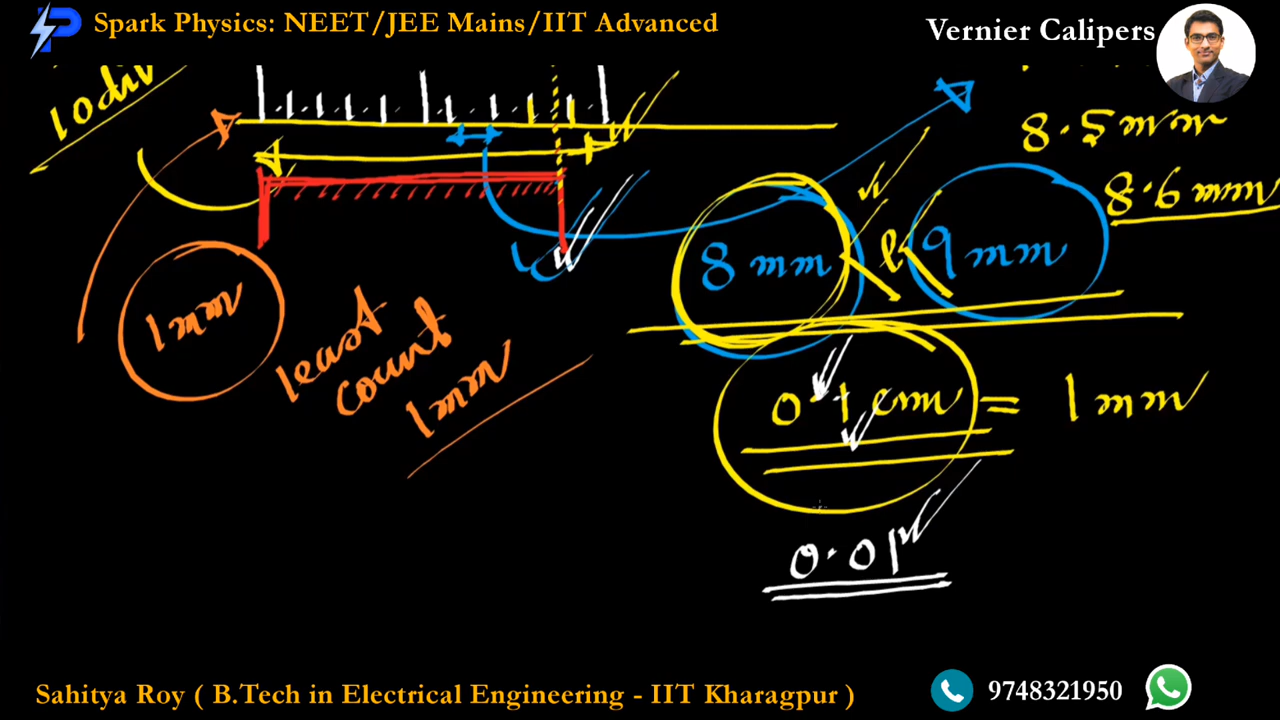 Spark Physics: NEET/JEE Mains/IIT Advanced
Vernier Calipers
10 div
8.5 mm
8.6 mm
8 mm < l < 9 mm
1 mm
least
count
1 mm
0.1 cm = 1 mm
0.01
Sahitya Roy ( B.Tech in Electrical Engineering - IIT Kharagpur )
9748321950